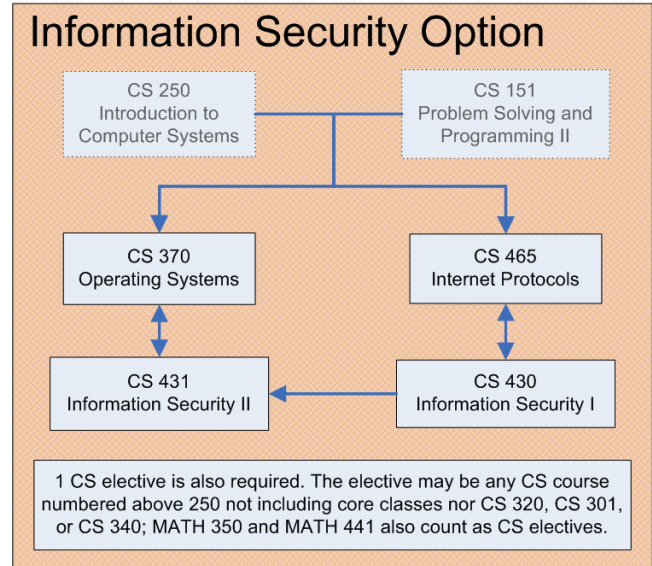 Information Security Option
CS 250
Introduction to
Computer Systems
CS 151
Problem Solving and
Programming II
CS 370
Operating Systems
CS 465
Internet Protocols
CS 431
Information Security II
CS 430
Information Security I
1 CS elective is also required. The elective may be any CS course
numbered above 250 not including core classes nor CS 320, CS 301,
or CS 340; MATH 350 and MATH 441 also count as CS electives.